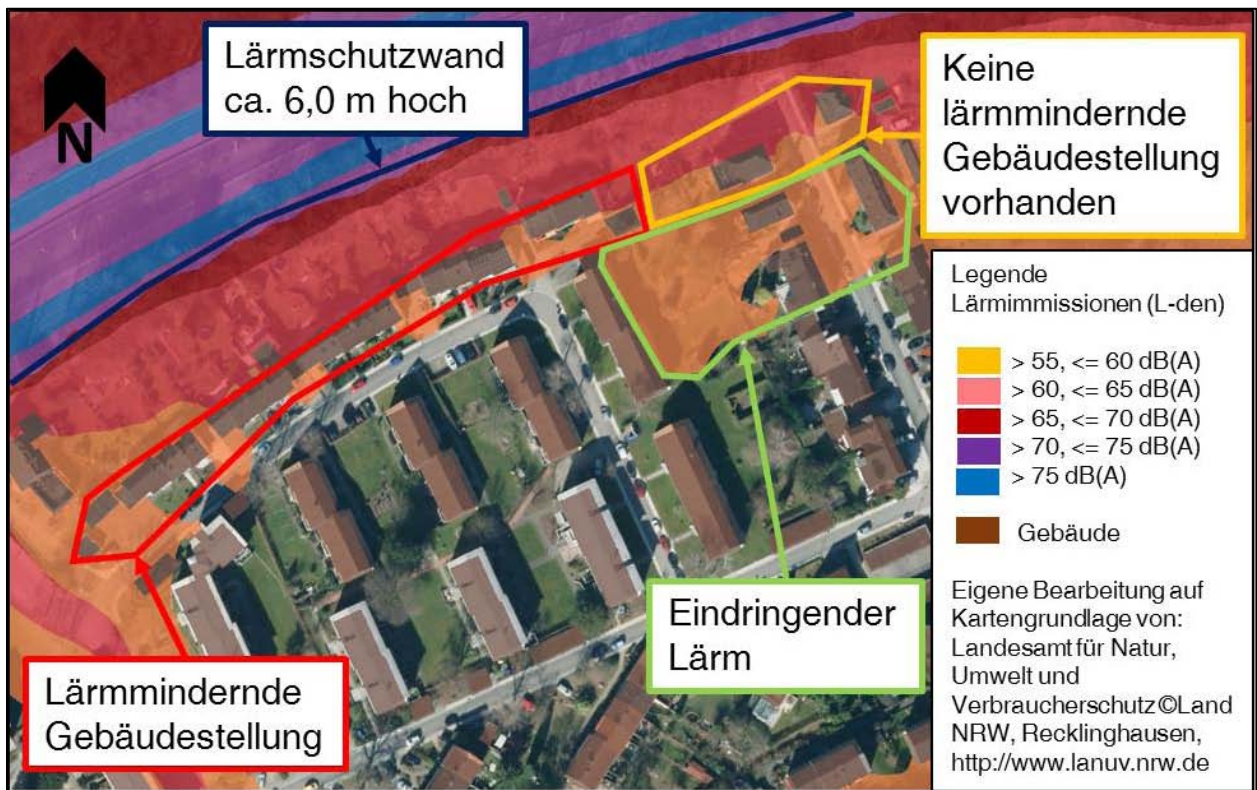 N
Lärmschutzwand
ca. 6,0 m hoch
Keine
lärmmindernde
Gebäudestellung
vorhanden
Eindringender
Lärm
Lärmmindernde
Gebäudestellung
Legende
Lärmimmissionen (L-den)
> 55, <= 60 dB(A)
> 60, <= 65 dB(A)
> 65, <= 70 dB(A)
> 70, <= 75 dB(A)
> 75 dB(A)
Gebäude
Eigene Bearbeitung auf
Kartengrundlage von:
Landesamt für Natur,
Umwelt und
Verbraucherschutz©Land
NRW, Recklinghausen,
http://www.lanuv.nrw.de